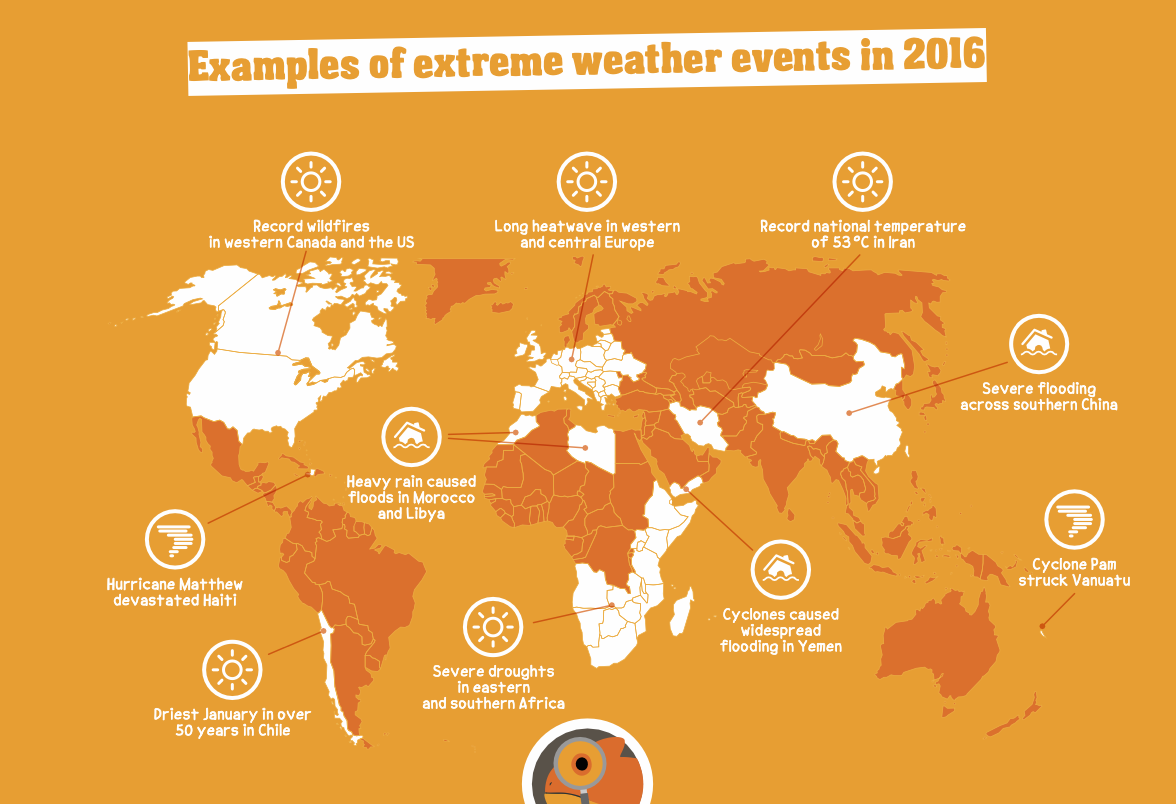 Examples of extreme weather events in 2016
Record wildfires
in western Canada and the US
Long heatwave in western
and central Europe
Record national temperature
of 53 °C in Iran
Severe flooding
across southern China
Heavy rain caused
floods in Morocco
and Libya
Hurricane Matthew
devastated Haiti
Cyclone Pam
struck Vanuatu
Cyclones caused
widespread
flooding in Yemen
Severe droughts
in eastern
and southern Africa
Driest January in over
50 years in Chile